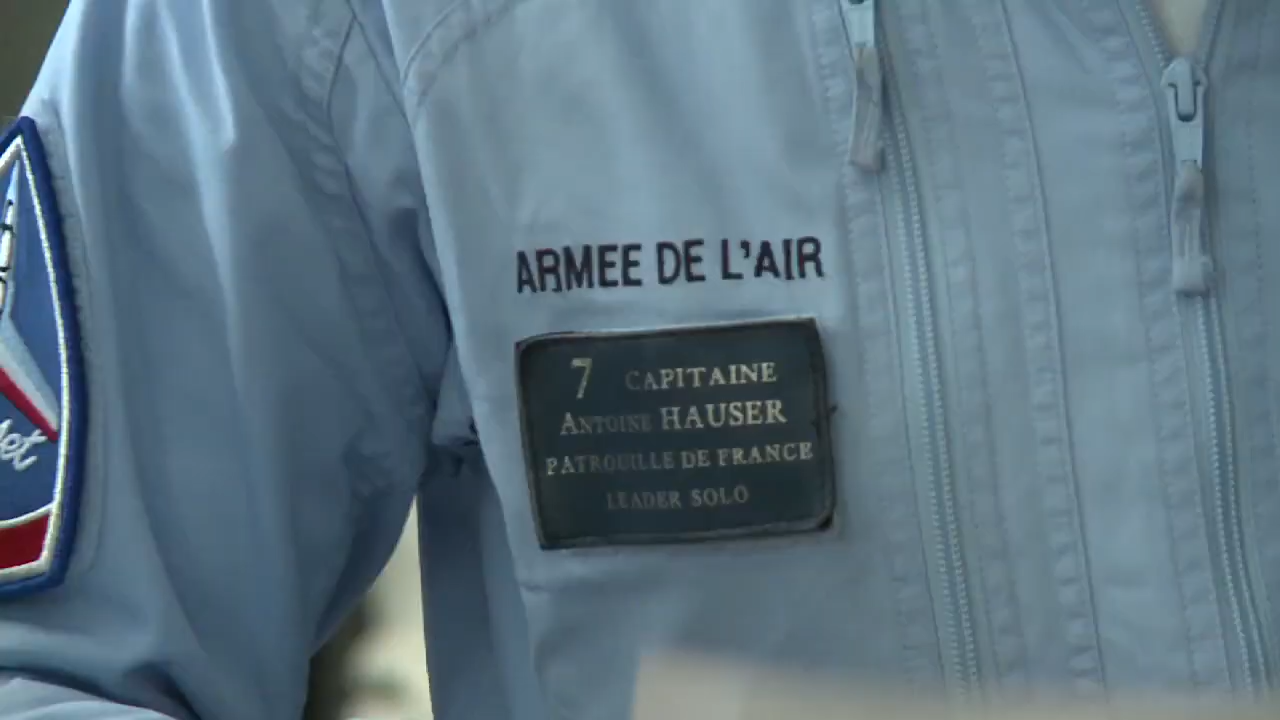 ARMEE DE L'AIR
7 CAPITAINE
ANTOINE HAUSER
PATROUILLE DE FRANCE
LEADER SOLO